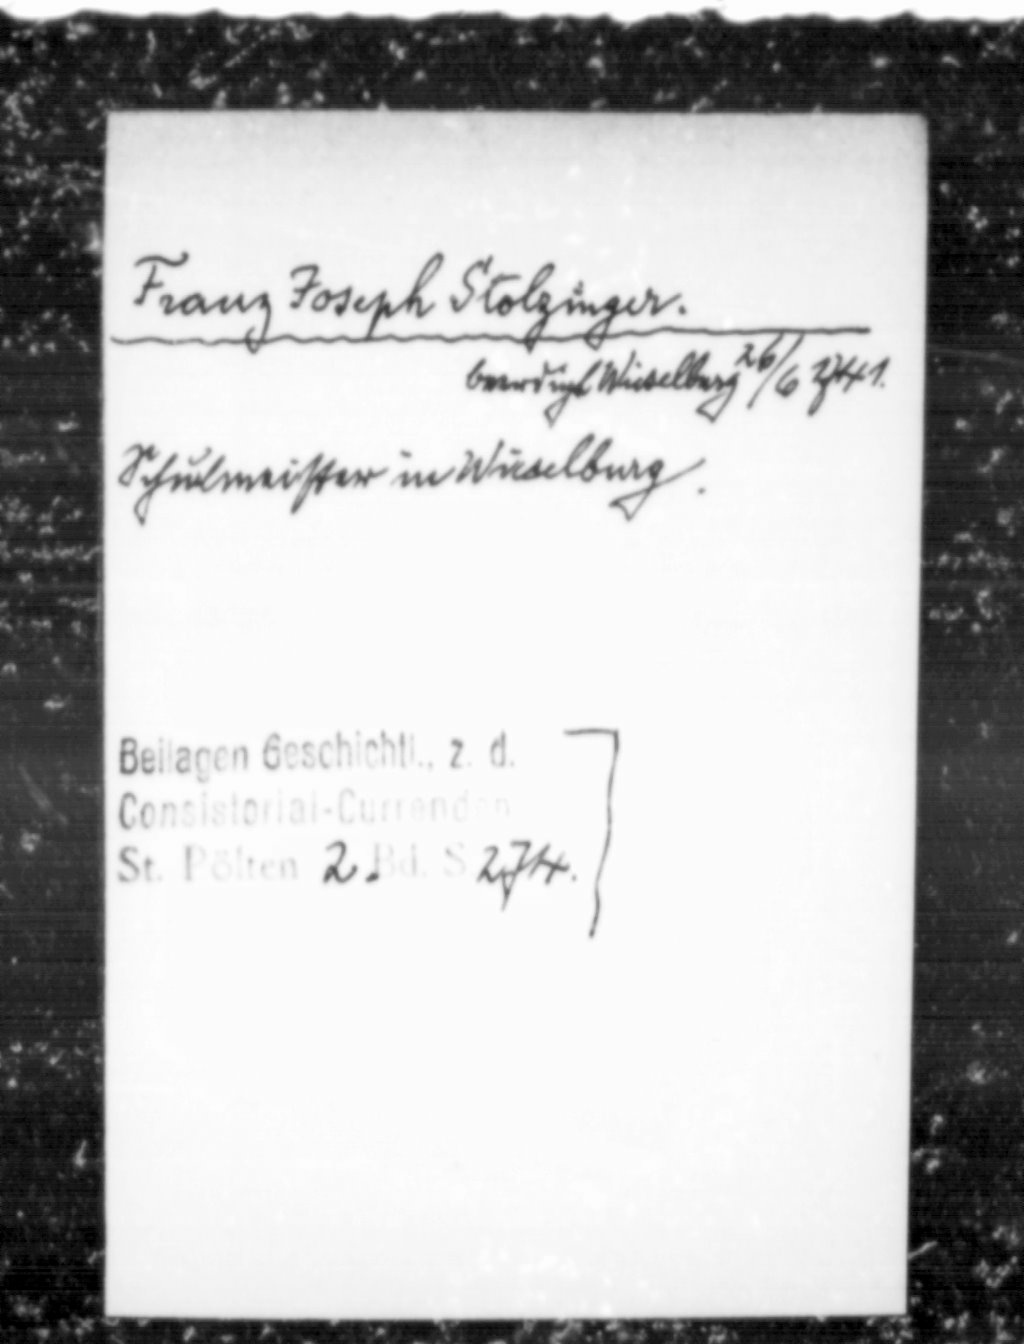 Franz Joseph Stolzinger.
beerdigt Wieselburg 26/6 1741.
Schulmeister in Wieselburg.
Beilagen Geschichtl., z. d.
Consistorial-Currenden
St. Pölten 2. Bd. S 274.